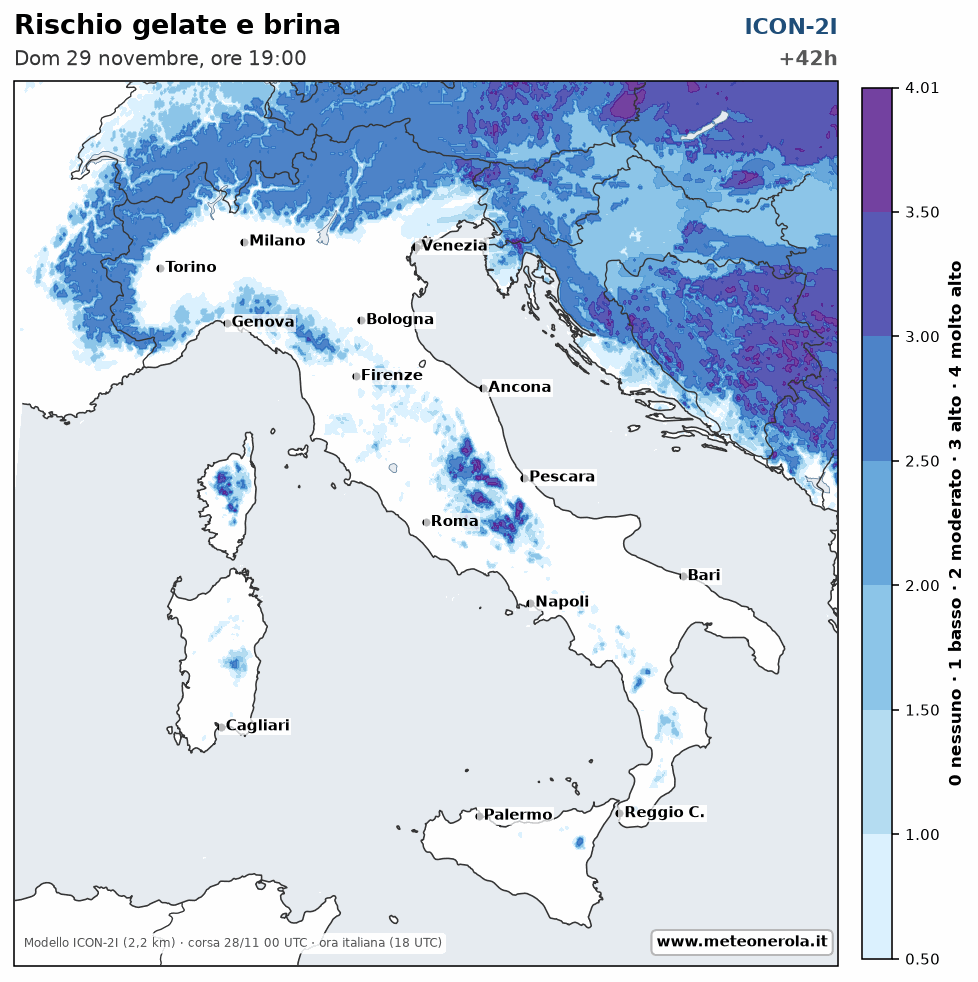 Rischio gelate e brina
ICON-2I
Dom 29 novembre, ore 19:00
+42h
4.01
3.50
3.00
2.50
2.00
1.50
1.00
0.50
0 nessuno · 1 basso · 2 moderato · 3 alto · 4 molto alto
Milano
Venezia
Torino
Genova
Bologna
Firenze
Ancona
Pescara
Roma
Bari
Napoli
Cagliari
Palermo
Reggio C.
Modello ICON-2I (2,2 km) · corsa 28/11 00 UTC · ora italiana (18 UTC)
www.meteonerola.it